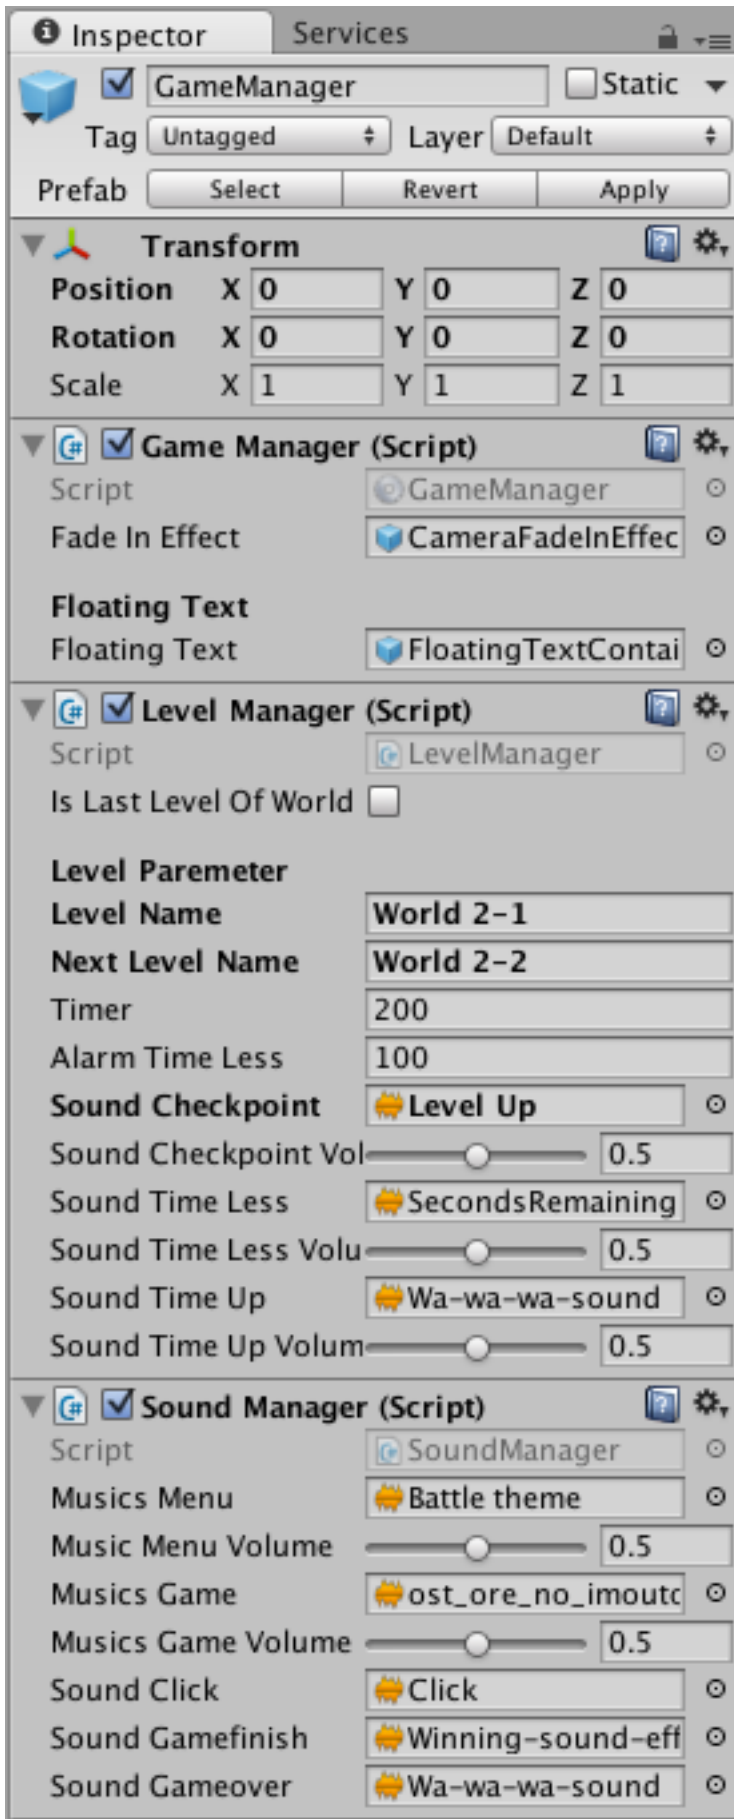 Inspector Services
GameManager Static
Tag Untagged Layer Default
Prefab Select Revert Apply
Transform
Position X 0 Y 0 Z 0
Rotation X 0 Y 0 Z 0
Scale X 1 Y 1 Z 1
Game Manager (Script)
Script GameManager
Fade In Effect CameraFadeInEffec
Floating Text
Floating Text FloatingTextContai
Level Manager (Script)
Script LevelManager
Is Last Level Of World
Level Paremeter
Level Name World 2-1
Next Level Name World 2-2
Timer 200
Alarm Time Less 100
Sound Checkpoint Level Up
Sound Checkpoint Vol 0.5
Sound Time Less SecondsRemaining
Sound Time Less Volu 0.5
Sound Time Up Wa-wa-wa-sound
Sound Time Up Volum 0.5
Sound Manager (Script)
Script SoundManager
Musics Menu Battle theme
Music Menu Volume 0.5
Musics Game ost_ore_no_imoutc
Musics Game Volume 0.5
Sound Click Click
Sound Gamefinish Winning-sound-eff
Sound Gameover Wa-wa-wa-sound